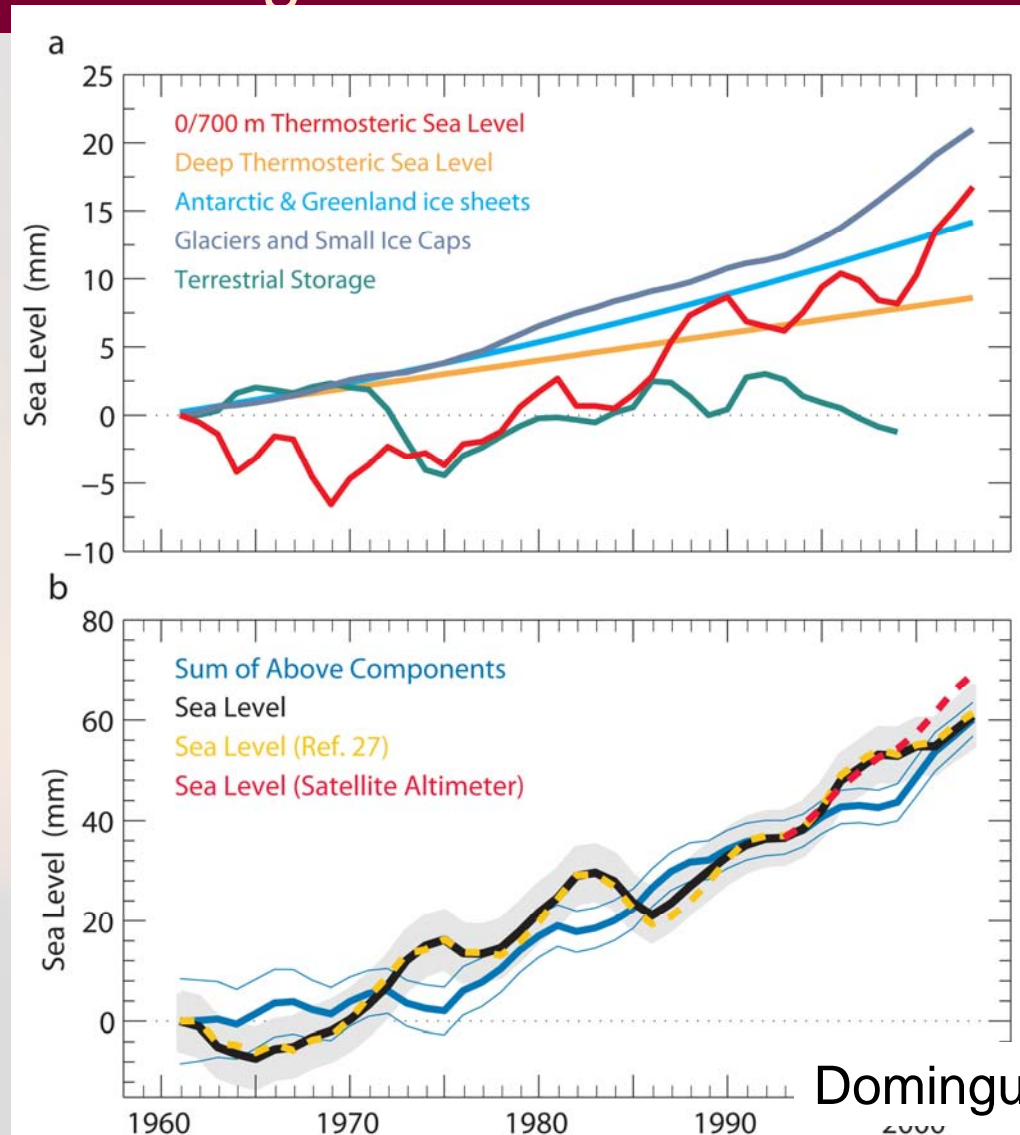 a
25
20
15
10
5
0
−5
−10
Sea Level (mm)
0/700 m Thermosteric Sea Level
Deep Thermosteric Sea Level
Antarctic & Greenland ice sheets
Glaciers and Small Ice Caps
Terrestrial Storage
b
80
60
40
20
0
Sea Level (mm)
Sum of Above Components
Sea Level
Sea Level (Ref. 27)
Sea Level (Satellite Altimeter)
Domingu
1960 1970 1980 1990 2000